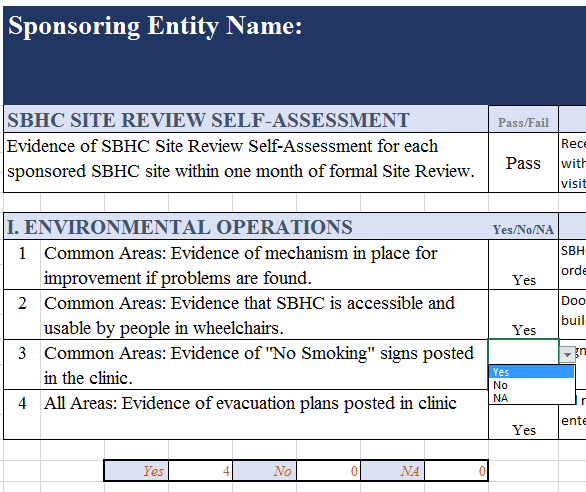 Sponsoring Entity Name:
SBHC SITE REVIEW SELF-ASSESSMENT Pass/Fail
Evidence of SBHC Site Review Self-Assessment for each
sponsored SBHC site within one month of formal Site Review.
Pass
visit
I. ENVIRONMENTAL OPERATIONS Yes/No/NA
1 Common Areas: Evidence of mechanism in place for
improvement if problems are found.
Yes
2 Common Areas: Evidence that SBHC is accessible and
usable by people in wheelchairs.
Yes
3 Common Areas: Evidence of "No Smoking" signs posted
in the clinic.
Yes
No
NA
4 All Areas: Evidence of evacuation plans posted in clinic
Yes
Yes 4 No 0 NA 0